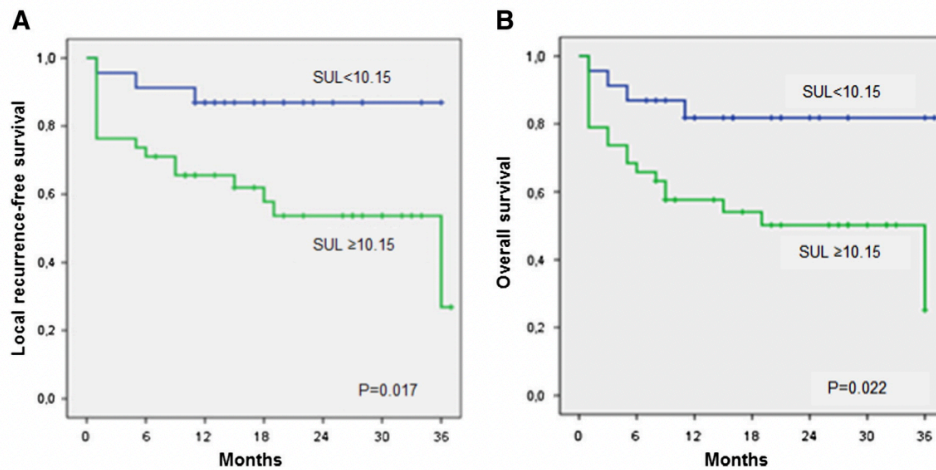 A
Local recurrence-free survival
1,0
0,8
0,6
0,4
0,2
0,0
SUL<10.15
SUL ≥10.15
P=0.017
0 6 12 18 24 30 36
Months
B
Overall survival
1,0
0,8
0,6
0,4
0,2
0,0
SUL<10.15
SUL ≥10.15
P=0.022
0 6 12 18 24 30 36
Months